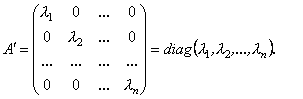 A' = ( λ₁ 0 ... 0
0 λ₂ ... 0
... ... ... ...
0 0 ... λₙ ) = diag(λ₁, λ₂, ..., λₙ).